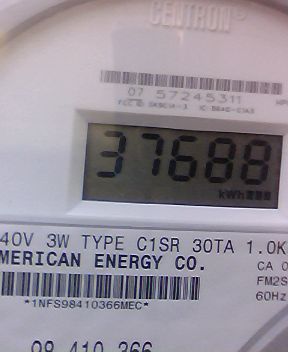 CENTRON®
07 57245311
37688
kWh
40V 3W TYPE C1SR 30TA 1.0K
MERICAN ENERGY CO.
CA 0
FM2S
*1NFS98410366MEC*
60Hz
98 410 366